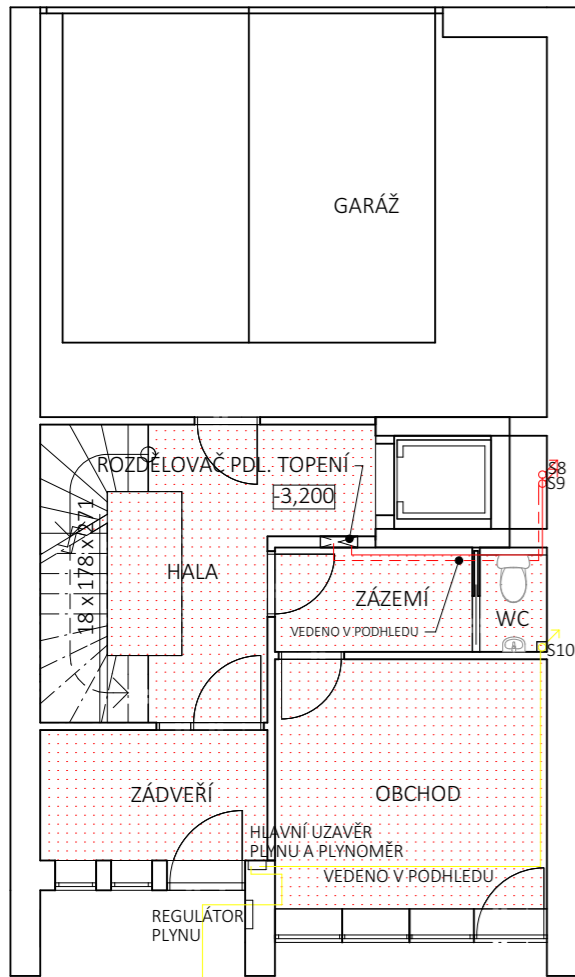 GARÁŽ
ROZDĚLOVAČ PDL. TOPENÍ
S8
S9
-3,200
18 x 178 x 271
HALA
ZÁZEMÍ
WC
VEDENO V PODHLEDU
S10
ZÁDVEŘÍ
OBCHOD
HLAVNÍ UZAVĚR
PLYNU A PLYNOMĚR
VEDENO V PODHLEDU
REGULÁTOR
PLYNU